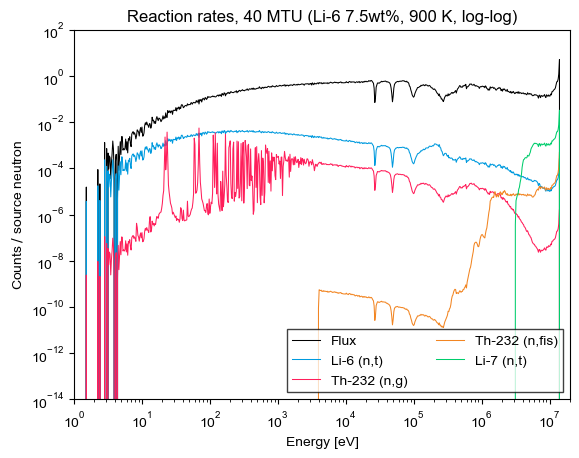 Reaction rates, 40 MTU (Li-6 7.5wt%, 900 K, log-log)
Counts / source neutron
10^2
10^0
10^−2
10^−4
10^−6
10^−8
10^−10
10^−12
10^−14
Flux
Li-6 (n,t)
Th-232 (n,g)
Th-232 (n,fis)
Li-7 (n,t)
10^0 10^1 10^2 10^3 10^4 10^5 10^6 10^7
Energy [eV]